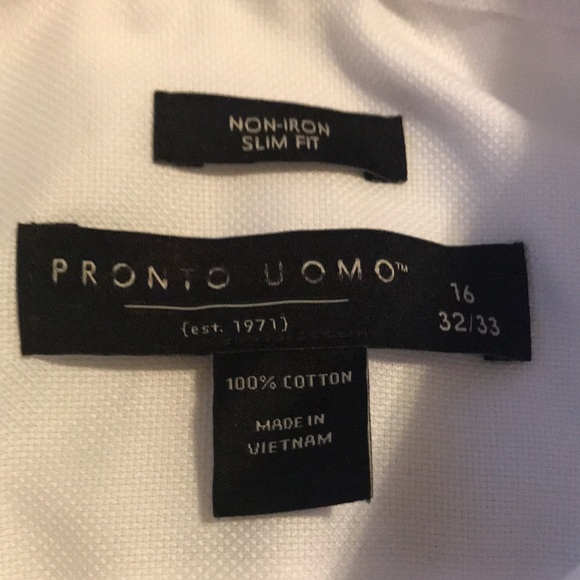 NON-IRON
SLIM FIT
PRONTO UOMO™
{est. 1971}
16
32/33
100% COTTON
MADE IN
VIETNAM